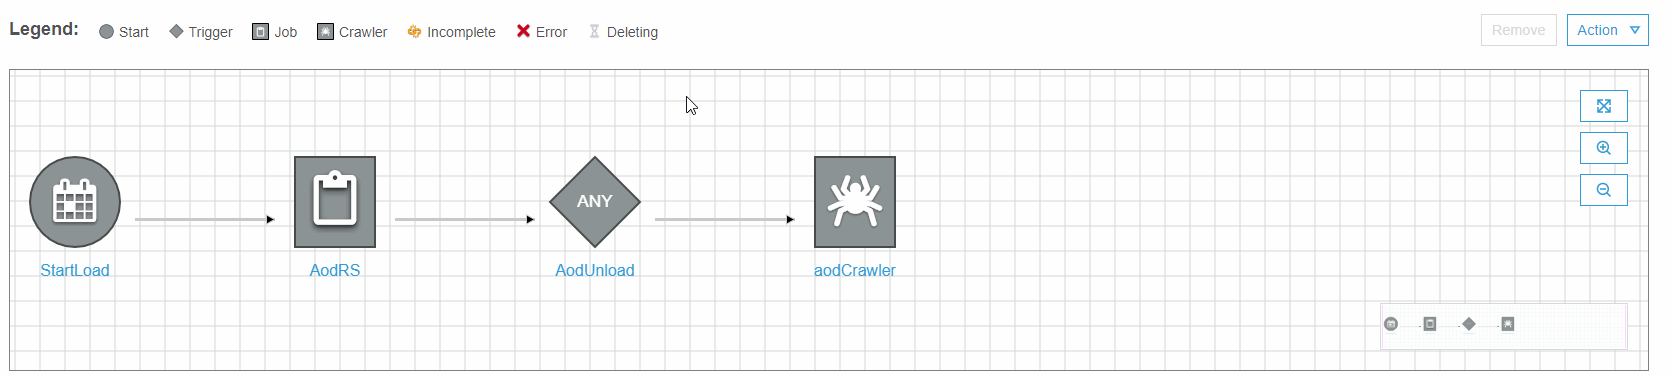 Legend: Start Trigger Job Crawler Incomplete Error Deleting Remove Action
ANY
StartLoad AodRS AodUnload aodCrawler